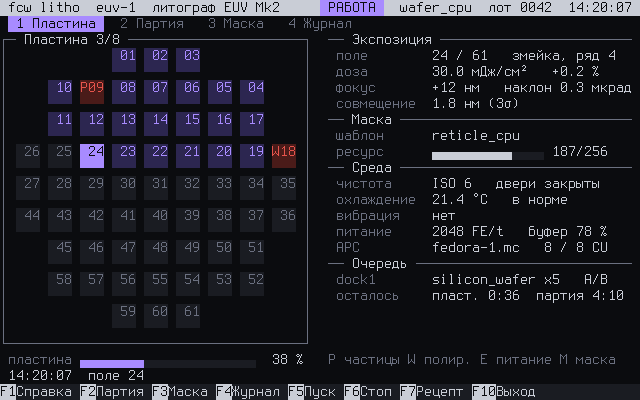 fcw litho euv-1 литограф EUV Mk2 РАБОТА wafer_cpu лот 0042 14:20:07
1 Пластина 2 Партия 3 Маска 4 Журнал
Пластина 3/8
01 02 03
10 P09 08 07 06 05 04
11 12 13 14 15 16 17
26 25 24 23 22 21 20 19 W18
27 28 29 30 31 32 33 34 35
44 43 42 41 40 39 38 37 36
45 46 47 48 49 50 51
58 57 56 55 54 53 52
59 60 61
Экспозиция
поле 24 / 61 змейка, ряд 4
доза 30.0 мДж/см² +0.2 %
фокус +12 нм наклон 0.3 мкрад
совмещение 1.8 нм (3σ)
Маска
шаблон reticle_cpu
ресурс 187/256
Среда
чистота ISO 6 двери закрыты
охлаждение 21.4 °C в норме
вибрация нет
питание 2048 FE/t буфер 78 %
APC fedora-1.mc 8 / 8 CU
Очередь
dock1 silicon_wafer x5 A/B
осталось пласт. 0:36 партия 4:10
пластина 38 %
P частицы W полир. E питание M маска
14:20:07 поле 24
F1Справка F2Партия F3Маска F4Журнал F5Пуск F6Стоп F7Рецепт F10Выход